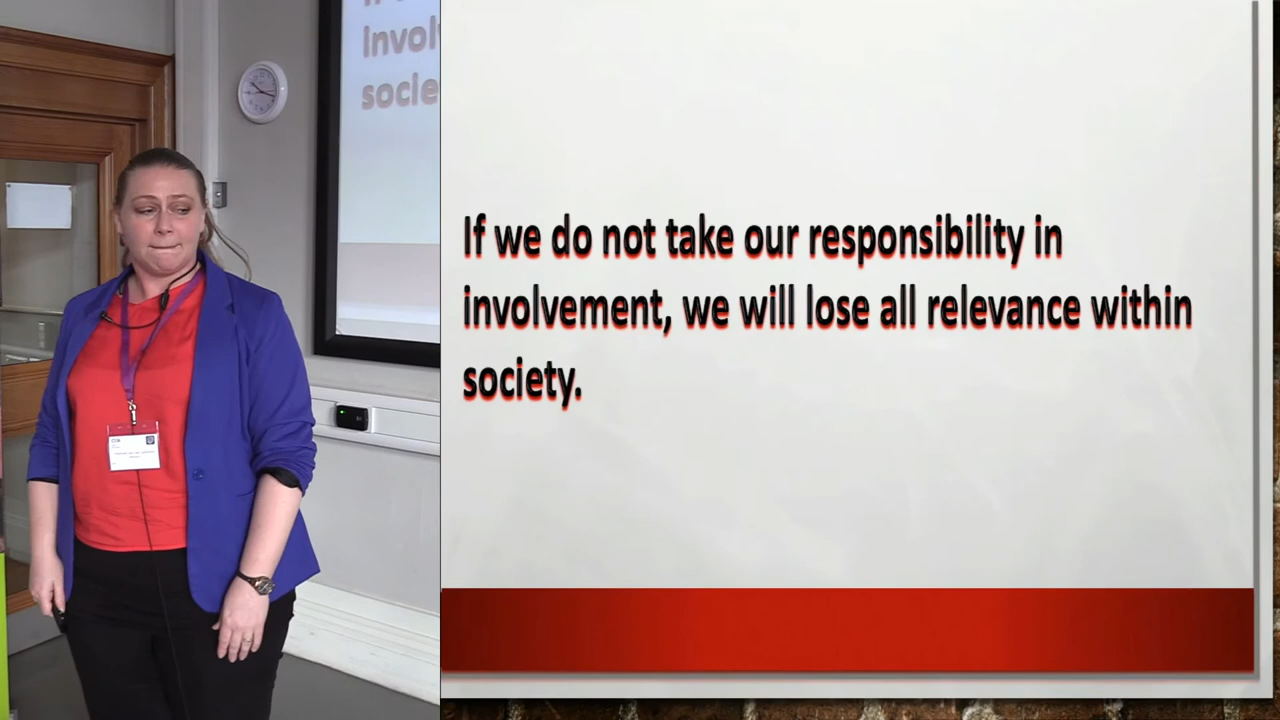 invol
socie
If we do not take our responsibility in
involvement, we will lose all relevance within
society.